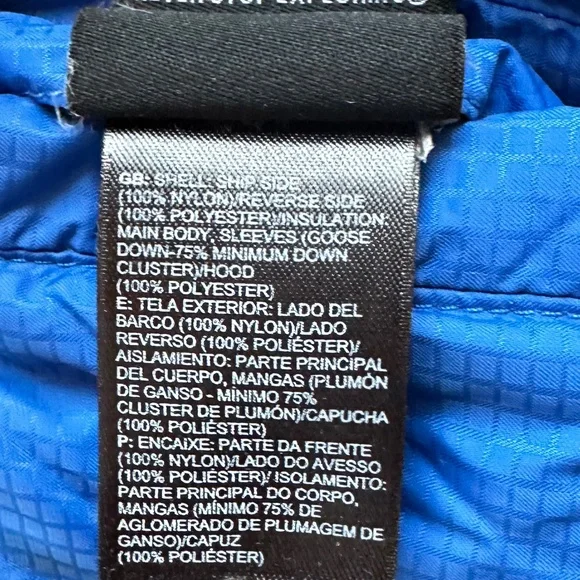 STOP EXPLORING
GB: SHELL: SHIP SIDE
(100% NYLON)/REVERSE SIDE
(100% POLYESTER)/INSULATION:
MAIN BODY, SLEEVES (GOOSE
DOWN-75% MINIMUM DOWN
CLUSTER)/HOOD
(100% POLYESTER)
E: TELA EXTERIOR: LADO DEL
BARCO (100% NYLON)/LADO
REVERSO (100% POLIÉSTER)/
AISLAMIENTO: PARTE PRINCIPAL
DEL CUERPO, MANGAS (PLUMÓN
DE GANSO - MÍNIMO 75%
CLUSTER DE PLUMÓN)/CAPUCHA
(100% POLIÉSTER)
P: ENCAIXE: PARTE DA FRENTE
(100% NYLON)/LADO DO AVESSO
(100% POLIÉSTER)/ ISOLAMENTO:
PARTE PRINCIPAL DO CORPO,
MANGAS (MÍNIMO 75% DE
AGLOMERADO DE PLUMAGEM DE
GANSO)/CAPUZ
(100% POLIÉSTER)